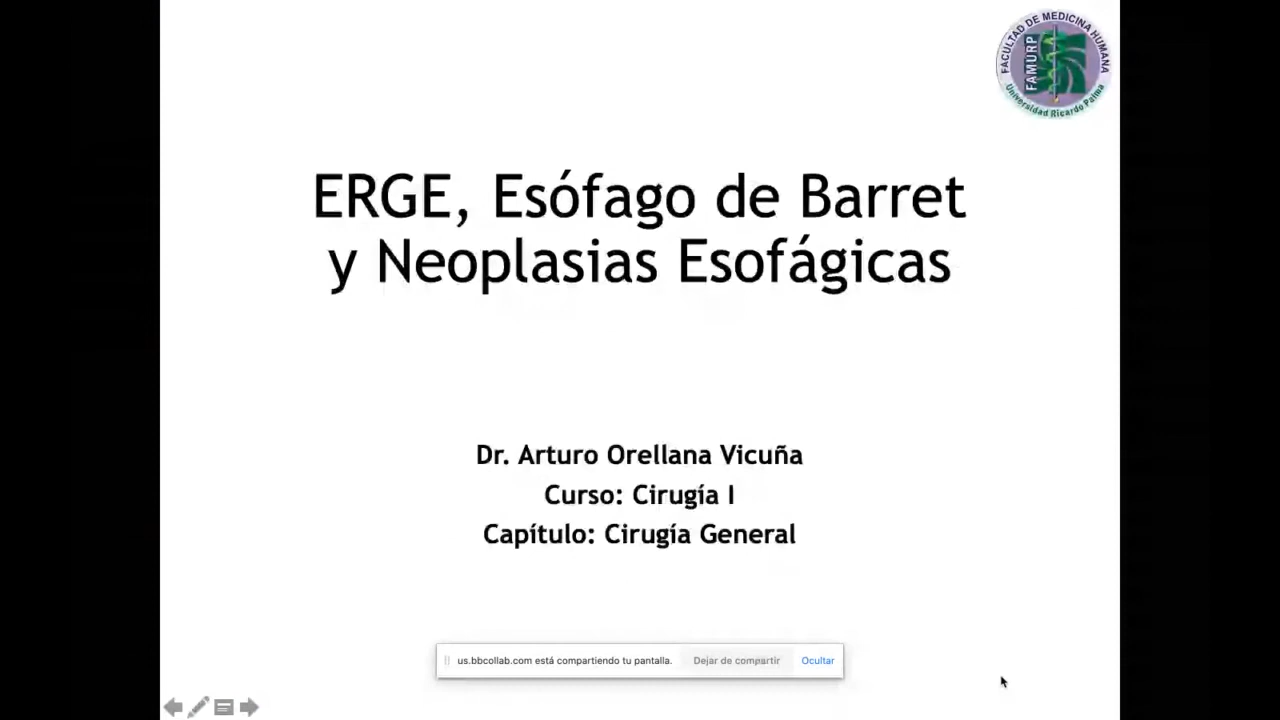 FACULTAD DE MEDICINA HUMANA
FAMURP
Universidad Ricardo Palma
ERGE, Esófago de Barret
y Neoplasias Esofágicas
Dr. Arturo Orellana Vicuña
Curso: Cirugía I
Capítulo: Cirugía General
us.bbcollab.com está compartiendo tu pantalla. Dejar de compartir Ocultar